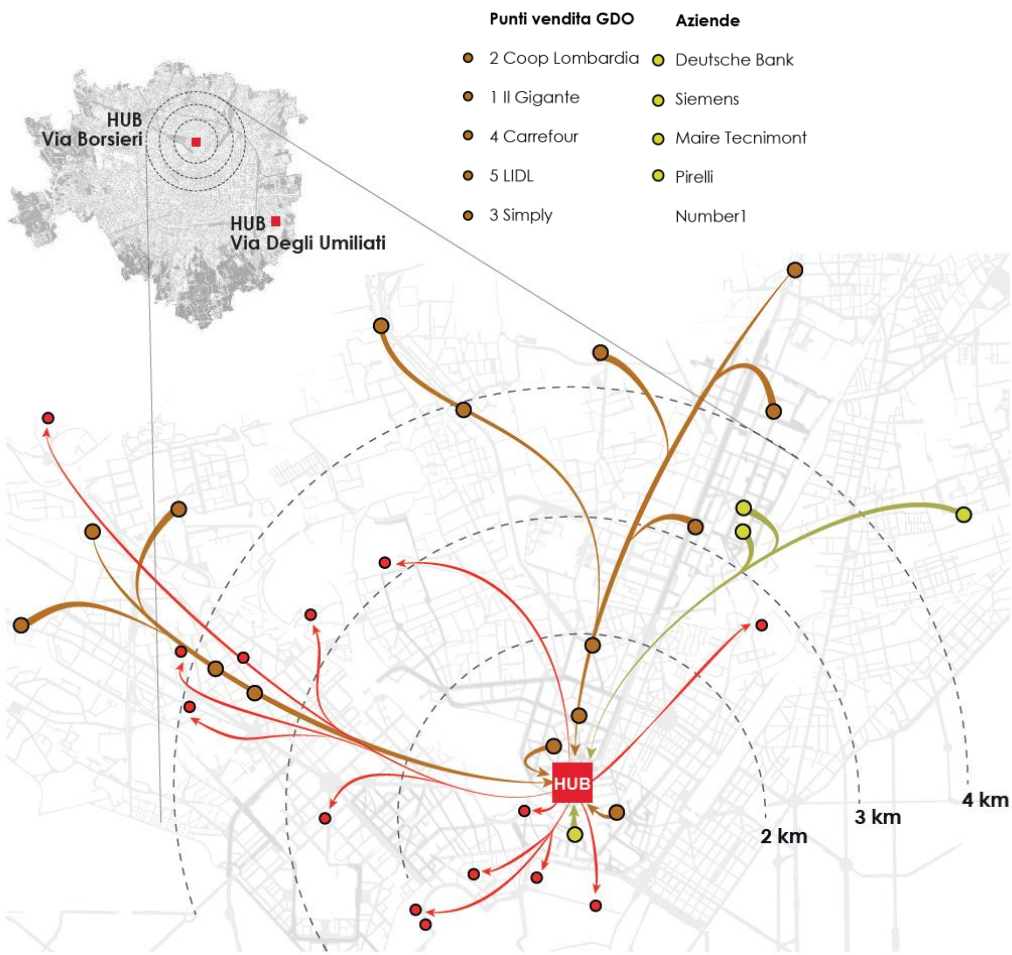 Punti vendita GDO
2 Coop Lombardia
1 Il Gigante
4 Carrefour
5 LIDL
3 Simply
Aziende
Deutsche Bank
Siemens
Maire Tecnimont
Pirelli
Number1
HUB
Via Borsieri
HUB
Via Degli Umiliati
HUB
2 km
3 km
4 km